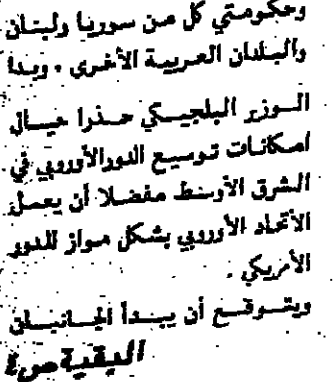 وحكومتي كل من سوريا ولبنان
والبلدان العربية الأخرى . وبدا
الوزير البلجيكي حذرا حيال
امكانات توسيع الدور الأوروبي في
الشرق الأوسط مفضلا أن يعمل
الأتحاد الأوروبي بشكل مواز للدور
الأمريكي .
ويتوقع أن يبدأ الجانبان
البقية ص٤